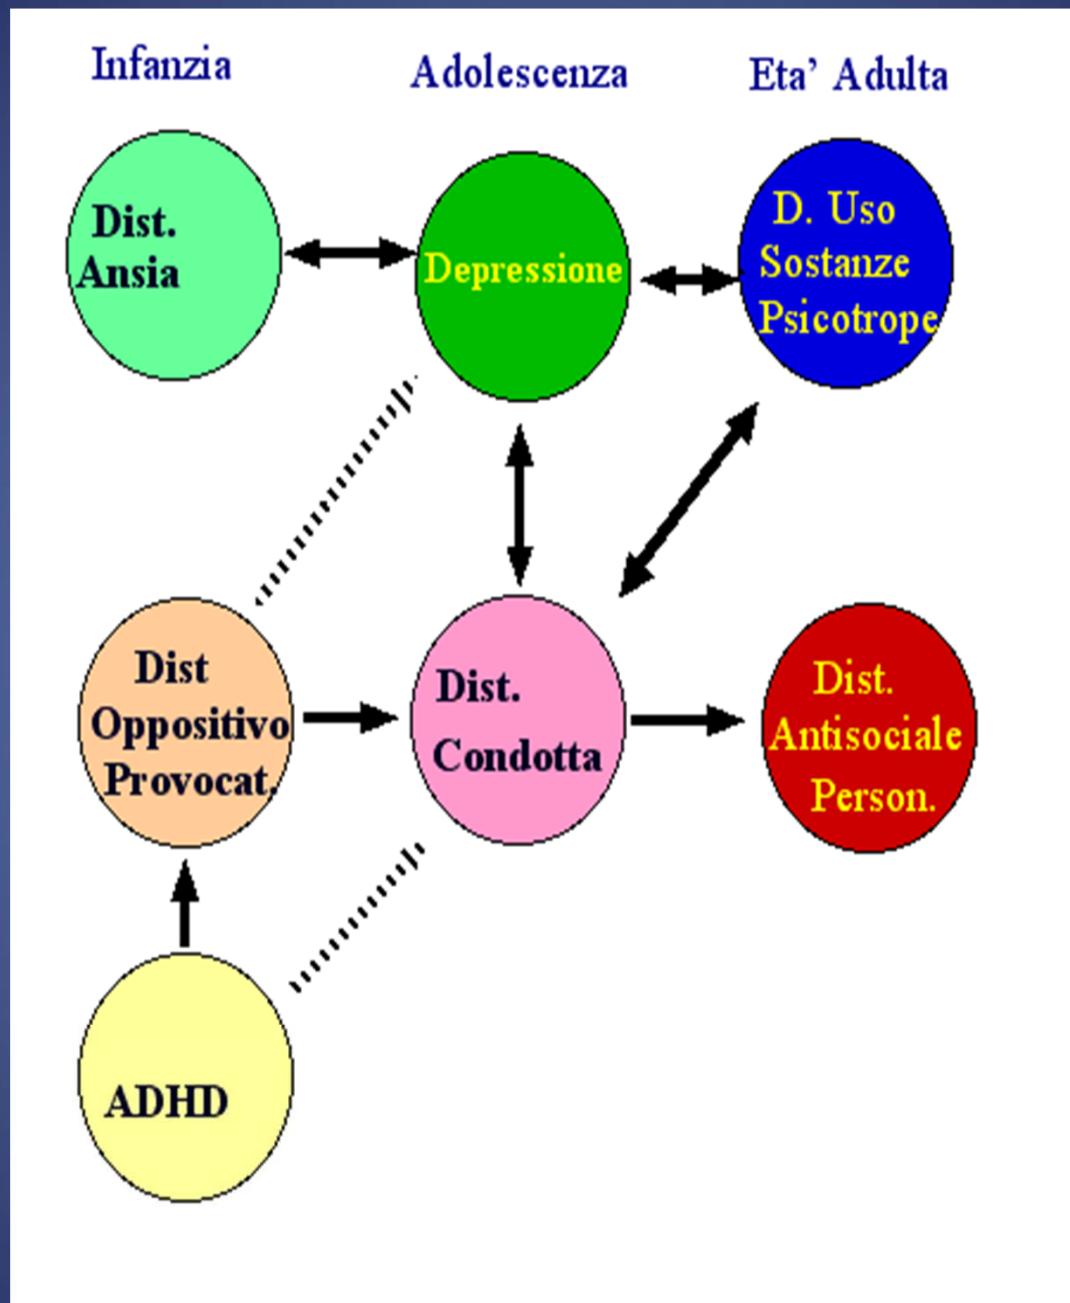 Infanzia
Adolescenza
Eta’ Adulta
Dist.
Ansia
Depressione
D. Uso
Sostanze
Psicotrope
Dist
Oppositivo
Provocat.
Dist.
Condotta
Dist.
Antisociale
Person.
ADHD